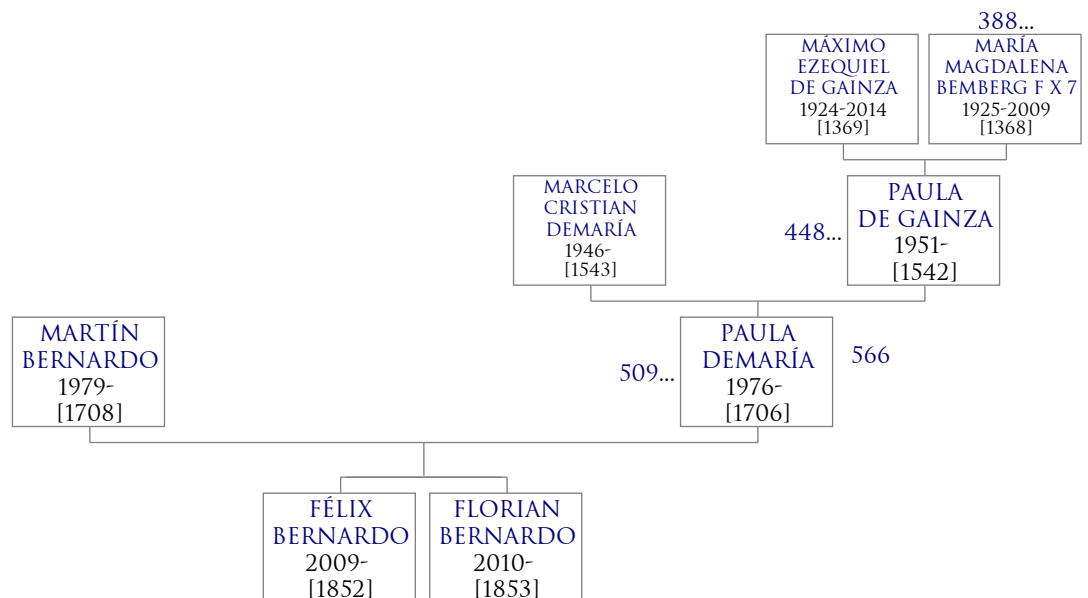 388...
MÁXIMO
EZEQUIEL
DE GAINZA
1924-2014
[1369]
MARÍA
MAGDALENA
BEMBERG F X 7
1925-2009
[1368]
MARCELO
CRISTIAN
DEMARÍA
1946-
[1543]
448...
PAULA
DE GAINZA
1951-
[1542]
MARTÍN
BERNARDO
1979-
[1708]
509...
PAULA
DEMARÍA
1976-
[1706]
566
FÉLIX
BERNARDO
2009-
[1852]
FLORIAN
BERNARDO
2010-
[1853]